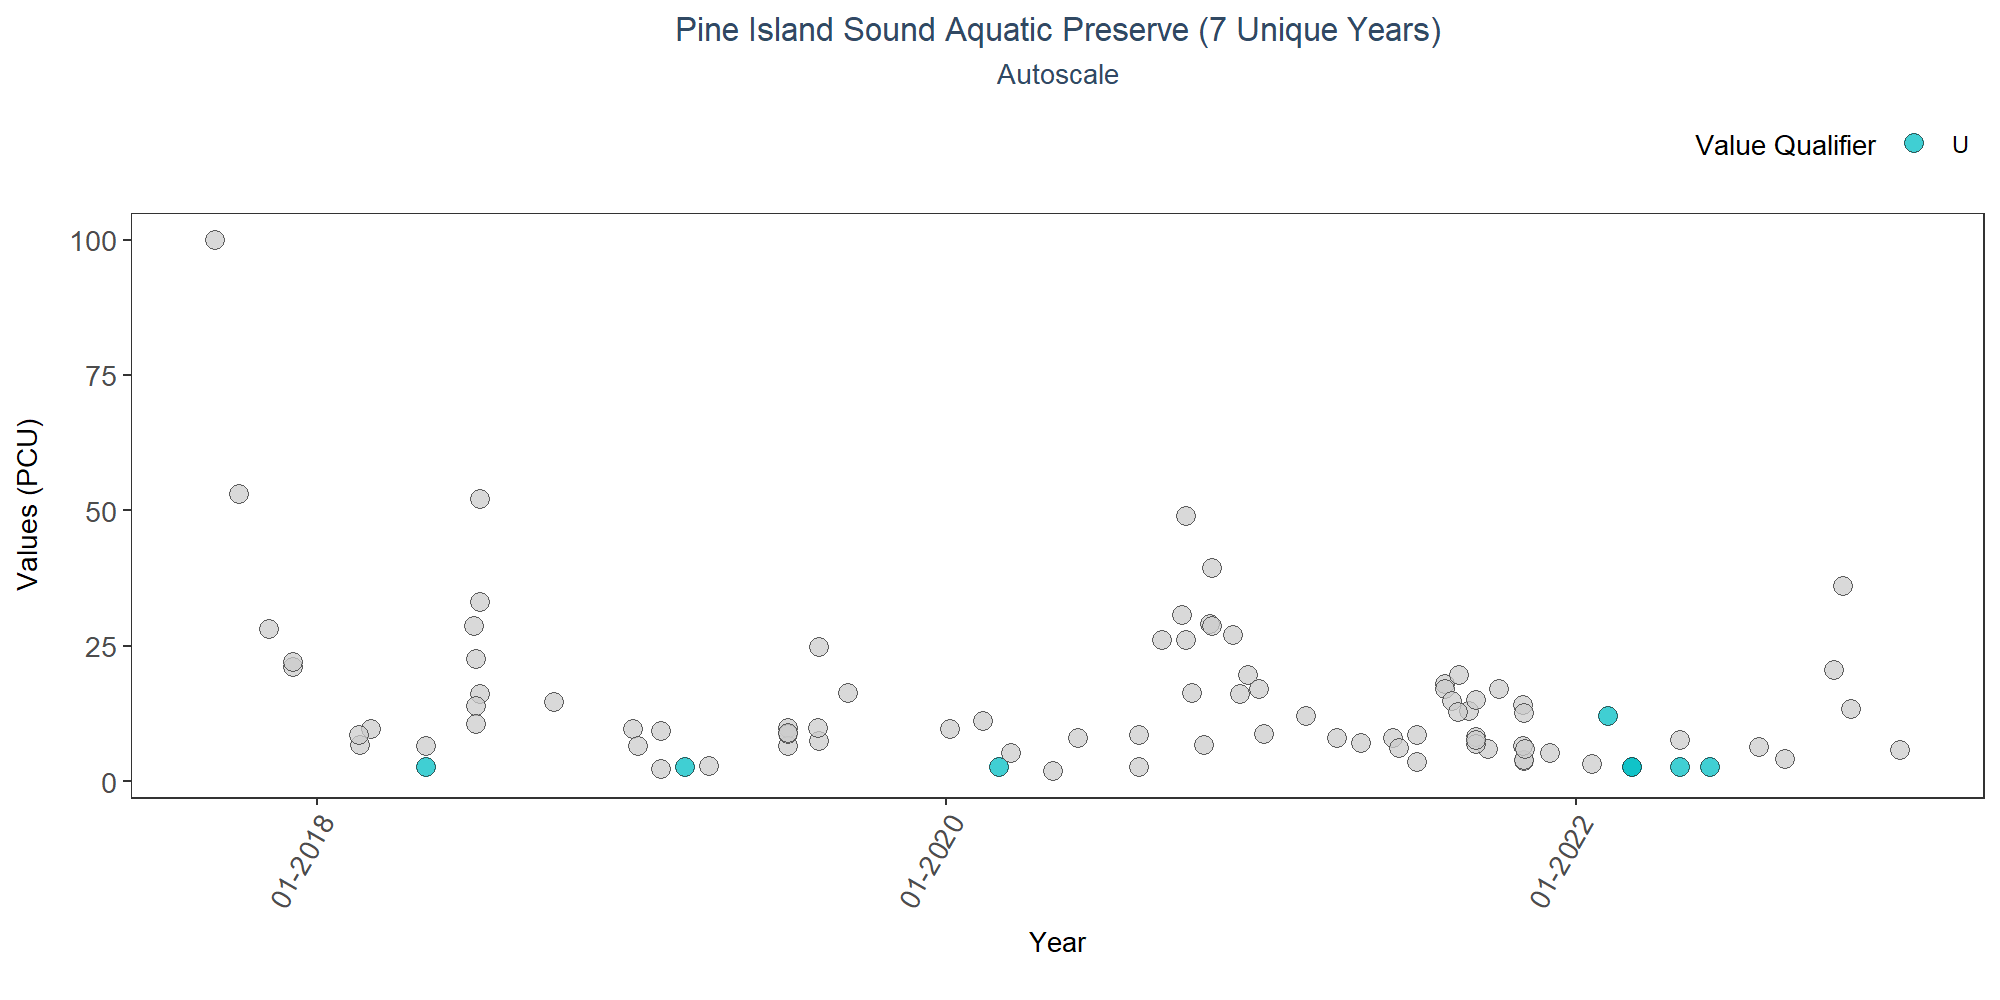 Pine Island Sound Aquatic Preserve (7 Unique Years)
Autoscale
Value Qualifier U
100
75
50
25
0
Values (PCU)
01-2018
01-2020
01-2022
Year